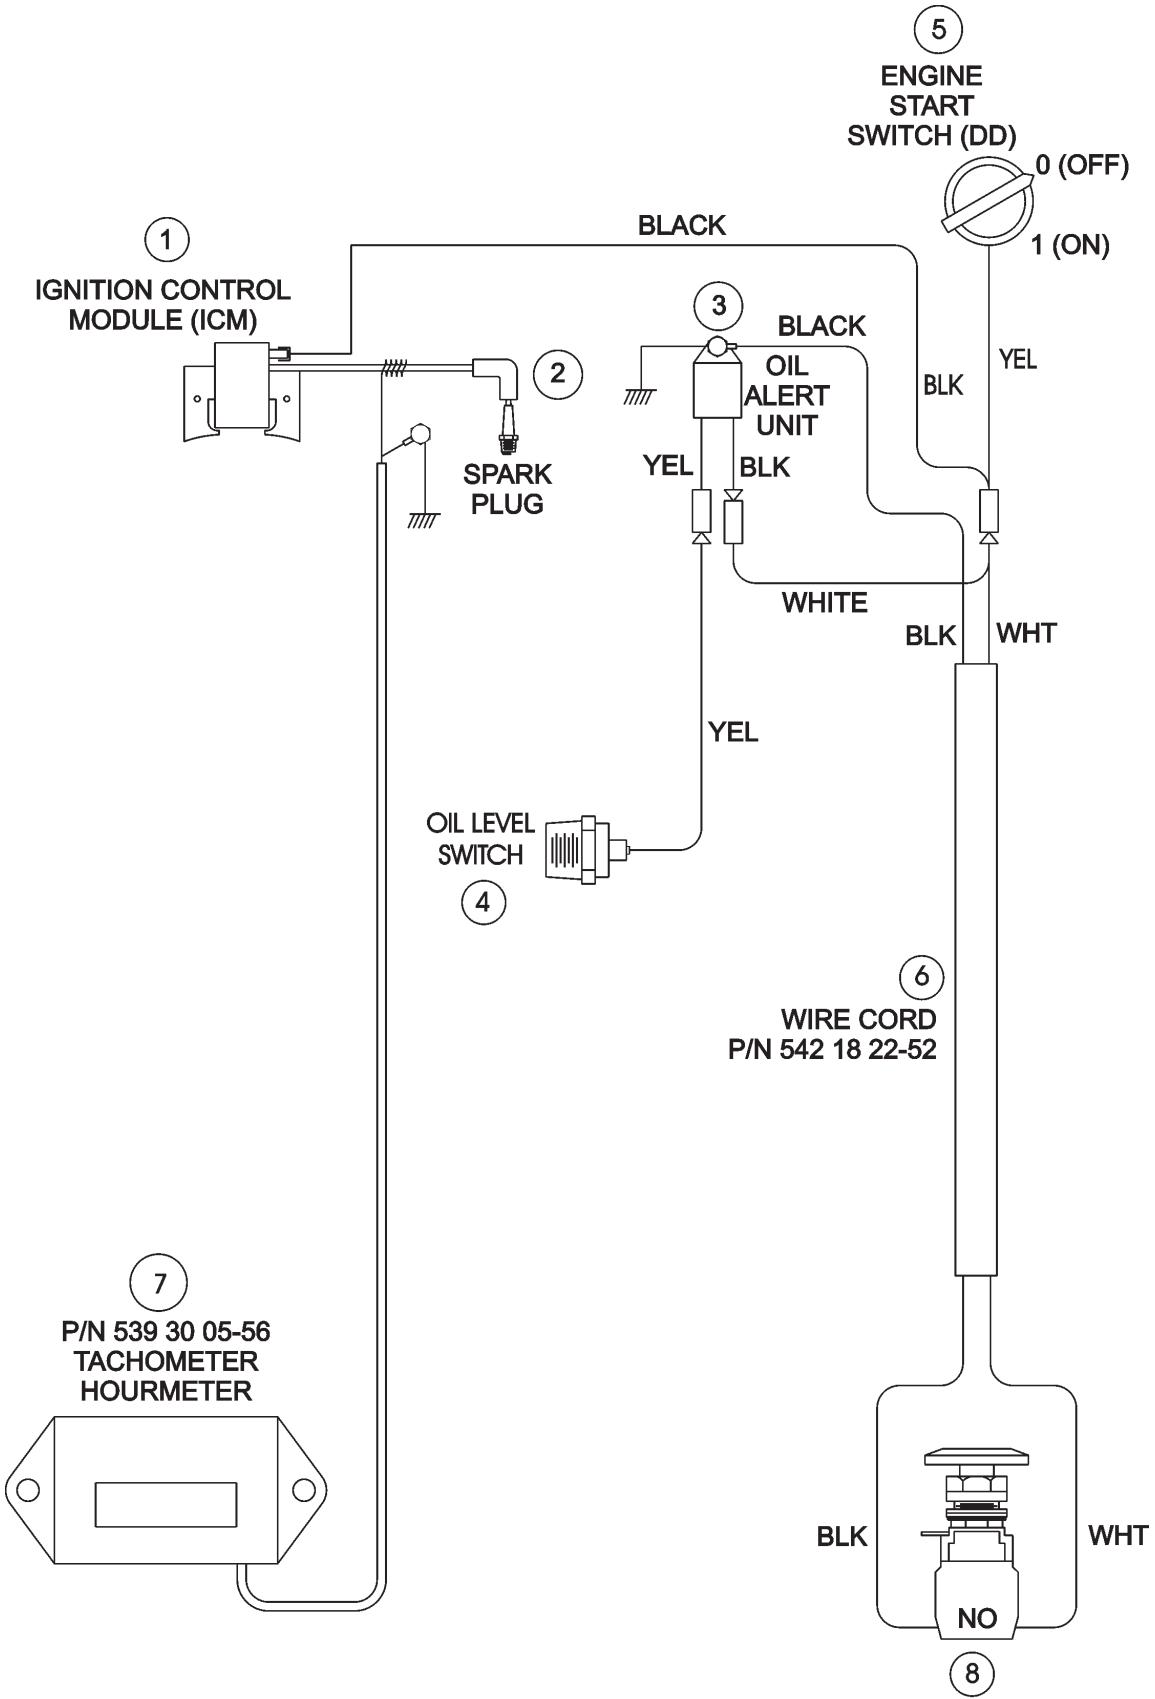 5
ENGINE
START
SWITCH (DD)
0 (OFF)
1 (ON)
BLACK
1
IGNITION CONTROL
MODULE (ICM)
3
BLACK
OIL
ALERT
UNIT
2
YEL
BLK
SPARK
PLUG
YEL
BLK
WHITE
BLK
WHT
YEL
OIL LEVEL
SWITCH
4
6
WIRE CORD
P/N 542 18 22-52
7
P/N 539 30 05-56
TACHOMETER
HOURMETER
BLK
WHT
NO
8